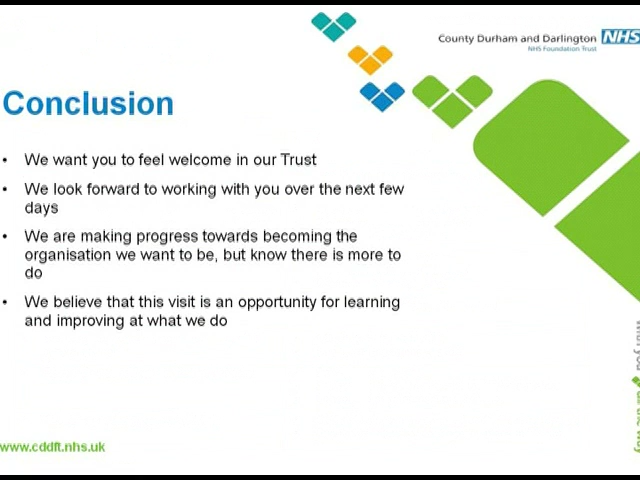 County Durham and Darlington NHS
NHS Foundation Trust
Conclusion
• We want you to feel welcome in our Trust
• We look forward to working with you over the next few
days
• We are making progress towards becoming the
organisation we want to be, but know there is more to
do
• We believe that this visit is an opportunity for learning
and improving at what we do
www.cddft.nhs.uk